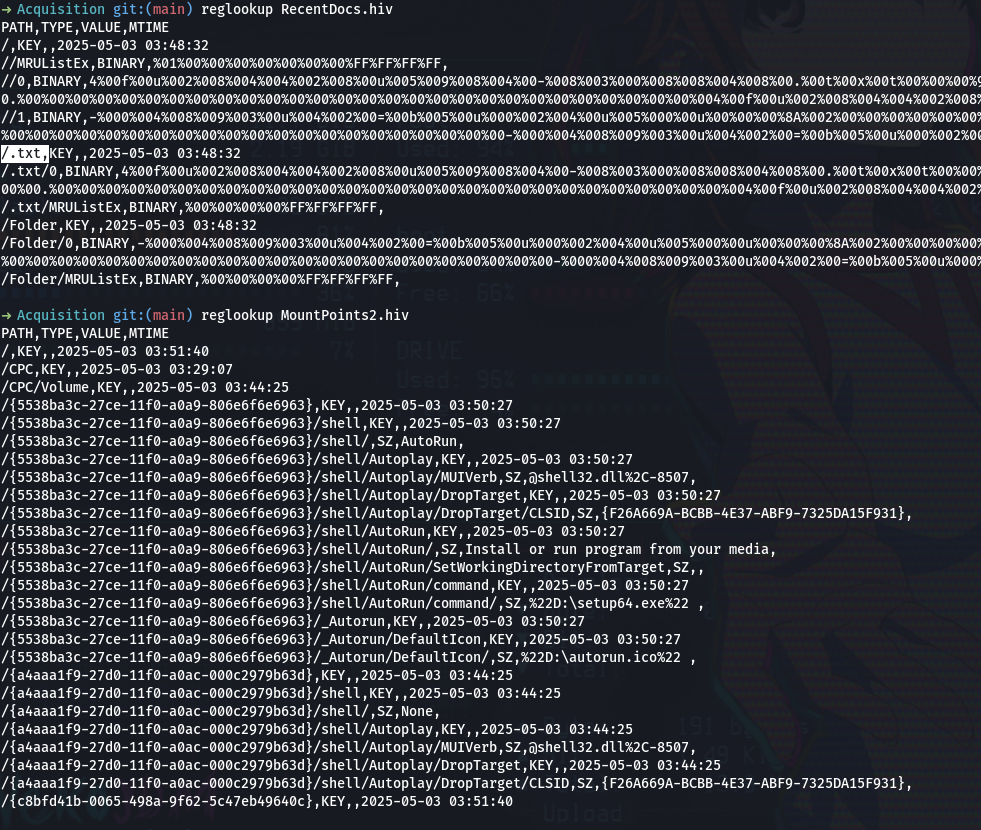 → Acquisition git:(main) reglookup RecentDocs.hiv
PATH,TYPE,VALUE,MTIME
/,KEY,,2025-05-03 03:48:32
//MRUListEx,BINARY,%01%00%00%00%00%00%00%00%FF%FF%FF%FF,
//0,BINARY,4%00f%00u%002%008%004%004%002%008%00u%005%009%008%004%00-%008%003%000%008%008%004%008%00.%00t%00x%00t%00%00%00%9
0.%00%00%00%00%00%00%00%00%00%00%00%00%00%00%00%00%00%00%00%00%00%00%00%00%00%00%00%00%004%00f%00u%002%008%004%004%002%008%
//1,BINARY,-%000%004%008%009%003%00u%004%002%00=%00b%005%00u%000%002%004%00u%005%000%00u%00%00%00%8A%002%00%00%00%00%00%0
%00%00%00%00%00%00%00%00%00%00%00%00%00%00%00%00%00%00%00%00%00-%000%004%008%009%003%00u%004%002%00=%00b%005%00u%000%002%00
/.txt,KEY,,2025-05-03 03:48:32
/.txt/0,BINARY,4%00f%00u%002%008%004%004%002%008%00u%005%009%008%004%00-%008%003%000%008%008%004%008%00.%00t%00x%00t%00%00
00%00.%00%00%00%00%00%00%00%00%00%00%00%00%00%00%00%00%00%00%00%00%00%00%00%00%00%00%00%00%004%00f%00u%002%008%004%004%002%
/.txt/MRUListEx,BINARY,%00%00%00%00%FF%FF%FF%FF,
/Folder,KEY,,2025-05-03 03:48:32
/Folder/0,BINARY,-%000%004%008%009%003%00u%004%002%00=%00b%005%00u%000%002%004%00u%005%000%00u%00%00%00%8A%002%00%00%00%00
%00%00%00%00%00%00%00%00%00%00%00%00%00%00%00%00%00%00%00%00%00%00%00-%000%004%008%009%003%00u%004%002%00=%00b%005%00u%000%
/Folder/MRUListEx,BINARY,%00%00%00%00%FF%FF%FF%FF,
→ Acquisition git:(main) reglookup MountPoints2.hiv
PATH,TYPE,VALUE,MTIME
/,KEY,,2025-05-03 03:51:40
/CPC,KEY,,2025-05-03 03:29:07
/CPC/Volume,KEY,,2025-05-03 03:44:25
/{5538ba3c-27ce-11f0-a0a9-806e6f6e6963},KEY,,2025-05-03 03:50:27
/{5538ba3c-27ce-11f0-a0a9-806e6f6e6963}/shell,KEY,,2025-05-03 03:50:27
/{5538ba3c-27ce-11f0-a0a9-806e6f6e6963}/shell/,SZ,AutoRun,
/{5538ba3c-27ce-11f0-a0a9-806e6f6e6963}/shell/Autoplay,KEY,,2025-05-03 03:50:27
/{5538ba3c-27ce-11f0-a0a9-806e6f6e6963}/shell/Autoplay/MUIVerb,SZ,@shell32.dll%2C-8507,
/{5538ba3c-27ce-11f0-a0a9-806e6f6e6963}/shell/Autoplay/DropTarget,KEY,,2025-05-03 03:50:27
/{5538ba3c-27ce-11f0-a0a9-806e6f6e6963}/shell/Autoplay/DropTarget/CLSID,SZ,{F26A669A-BCBB-4E37-ABF9-7325DA15F931},
/{5538ba3c-27ce-11f0-a0a9-806e6f6e6963}/shell/AutoRun,KEY,,2025-05-03 03:50:27
/{5538ba3c-27ce-11f0-a0a9-806e6f6e6963}/shell/AutoRun/,SZ,Install or run program from your media,
/{5538ba3c-27ce-11f0-a0a9-806e6f6e6963}/shell/AutoRun/SetWorkingDirectoryFromTarget,SZ,,
/{5538ba3c-27ce-11f0-a0a9-806e6f6e6963}/shell/AutoRun/command,KEY,,2025-05-03 03:50:27
/{5538ba3c-27ce-11f0-a0a9-806e6f6e6963}/shell/AutoRun/command/,SZ,%22D:\setup64.exe%22 ,
/{5538ba3c-27ce-11f0-a0a9-806e6f6e6963}/_Autorun,KEY,,2025-05-03 03:50:27
/{5538ba3c-27ce-11f0-a0a9-806e6f6e6963}/_Autorun/DefaultIcon,KEY,,2025-05-03 03:50:27
/{5538ba3c-27ce-11f0-a0a9-806e6f6e6963}/_Autorun/DefaultIcon/,SZ,%22D:\autorun.ico%22 ,
/{a4aaa1f9-27d0-11f0-a0ac-000c2979b63d},KEY,,2025-05-03 03:44:25
/{a4aaa1f9-27d0-11f0-a0ac-000c2979b63d}/shell,KEY,,2025-05-03 03:44:25
/{a4aaa1f9-27d0-11f0-a0ac-000c2979b63d}/shell/,SZ,None,
/{a4aaa1f9-27d0-11f0-a0ac-000c2979b63d}/shell/Autoplay,KEY,,2025-05-03 03:44:25
/{a4aaa1f9-27d0-11f0-a0ac-000c2979b63d}/shell/Autoplay/MUIVerb,SZ,@shell32.dll%2C-8507,
/{a4aaa1f9-27d0-11f0-a0ac-000c2979b63d}/shell/Autoplay/DropTarget,KEY,,2025-05-03 03:44:25
/{a4aaa1f9-27d0-11f0-a0ac-000c2979b63d}/shell/Autoplay/DropTarget/CLSID,SZ,{F26A669A-BCBB-4E37-ABF9-7325DA15F931},
/{c8bfd41b-0065-498a-9f62-5c47eb49640c},KEY,,2025-05-03 03:51:40